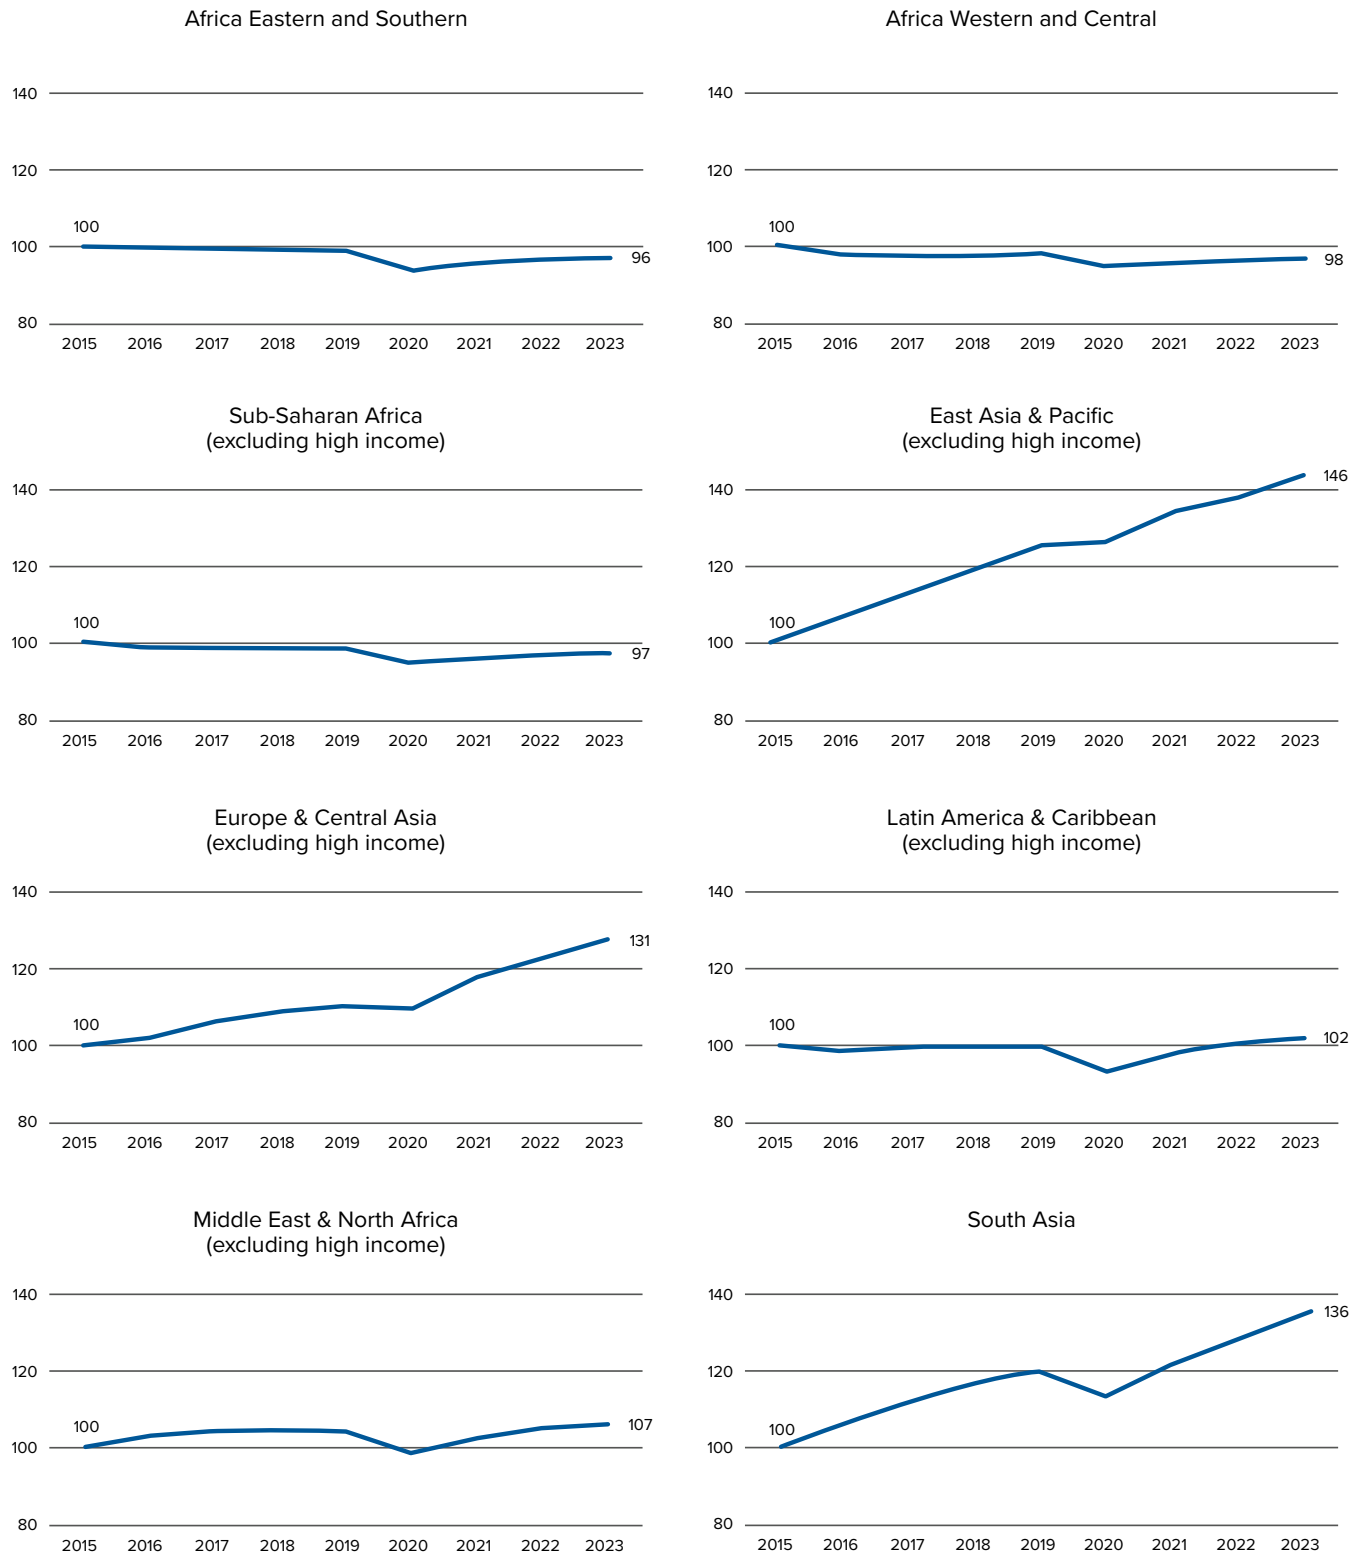 Africa Eastern and Southern
140
120
100
100
96
80
2015 2016 2017 2018 2019 2020 2021 2022 2023
Africa Western and Central
140
120
100
100
98
80
2015 2016 2017 2018 2019 2020 2021 2022 2023
Sub-Saharan Africa
(excluding high income)
140
120
100
100
97
80
2015 2016 2017 2018 2019 2020 2021 2022 2023
East Asia & Pacific
(excluding high income)
146
140
120
100
100
80
2015 2016 2017 2018 2019 2020 2021 2022 2023
Europe & Central Asia
(excluding high income)
140
131
120
100
100
80
2015 2016 2017 2018 2019 2020 2021 2022 2023
Latin America & Caribbean
(excluding high income)
140
120
100
102
100
80
2015 2016 2017 2018 2019 2020 2021 2022 2023
Middle East & North Africa
(excluding high income)
140
120
107
100
100
80
2015 2016 2017 2018 2019 2020 2021 2022 2023
South Asia
140
136
120
100
100
80
2015 2016 2017 2018 2019 2020 2021 2022 2023